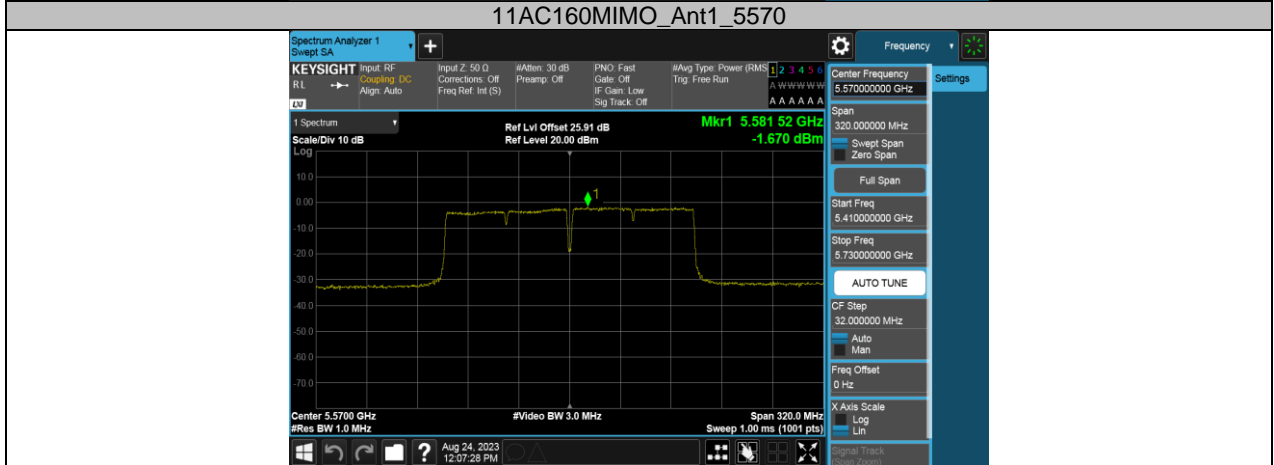 11AC160MIMO_Ant1_5570
Spectrum Analyzer 1
Swept SA
+
Frequency
KEYSIGHT
RL
Input: RF
Coupling: DC
Align: Auto
Input Z: 50 Ω
Corrections: Off
Freq Ref: Int (S)
#Atten: 30 dB
Preamp: Off
PNO: Fast
Gate: Off
IF Gain: Low
Sig Track: Off
#Avg Type: Power (RMS
Trig: Free Run
1 2 3 4 5 6
A W W W W W
A A A A A A
LXI
1 Spectrum
Scale/Div 10 dB
Log
Ref Lvl Offset 25.91 dB
Ref Level 20.00 dBm
Mkr1 5.581 52 GHz
-1.670 dBm
1
10.0
0.00
-10.0
-20.0
-30.0
-40.0
-50.0
-60.0
-70.0
Center 5.5700 GHz
#Res BW 1.0 MHz
#Video BW 3.0 MHz
Span 320.0 MHz
Sweep 1.00 ms (1001 pts)
?
Aug 24, 2023
12:07:28 PM
Center Frequency
5.570000000 GHz
Settings
Span
320.000000 MHz
Swept Span
Zero Span
Full Span
Start Freq
5.410000000 GHz
Stop Freq
5.730000000 GHz
AUTO TUNE
CF Step
32.000000 MHz
Auto
Man
Freq Offset
0 Hz
X Axis Scale
Log
Lin
Signal Track
(Span Zoom)